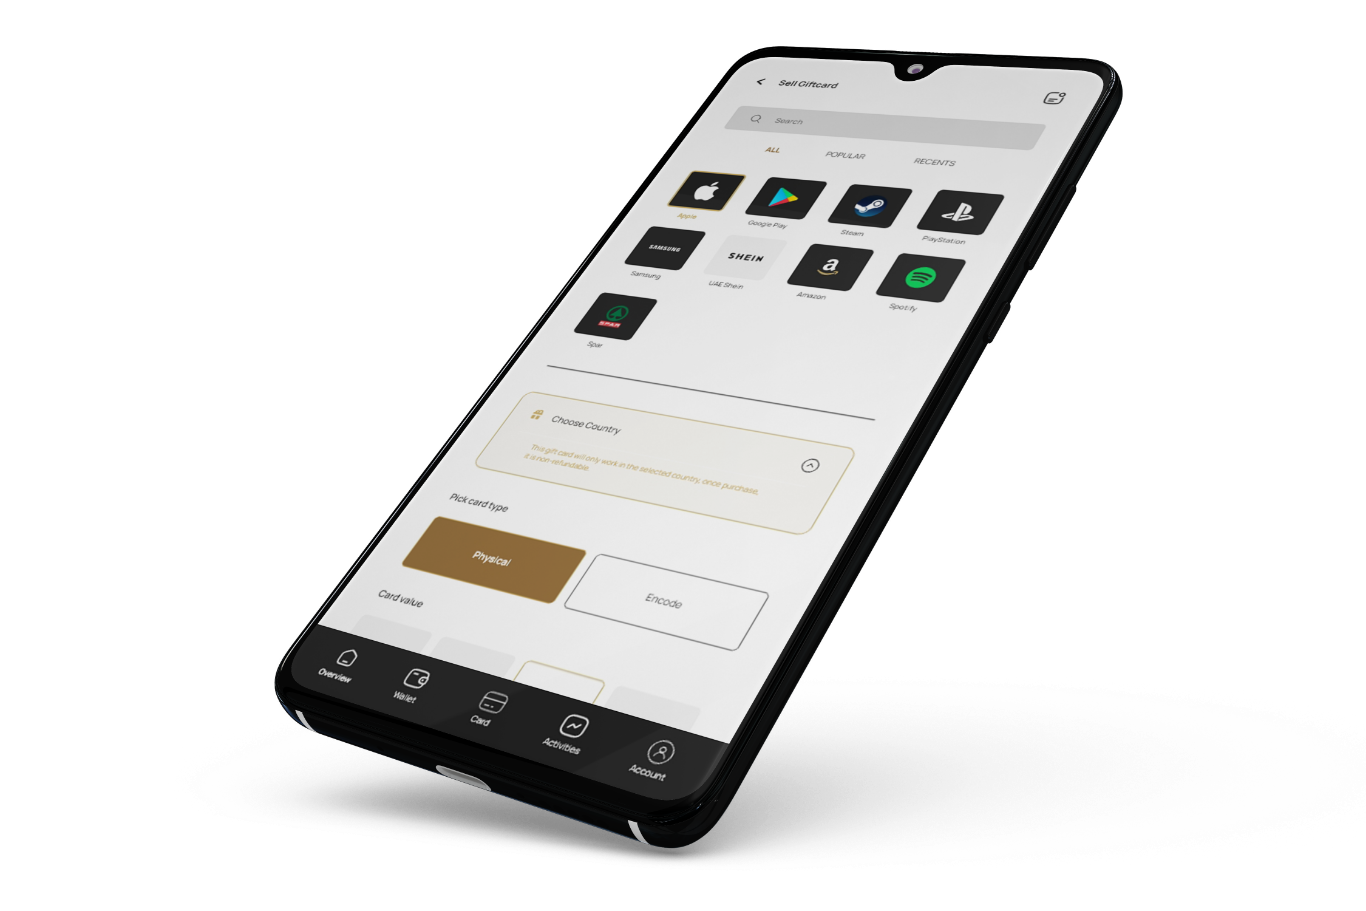 Sell Giftcard
Search
ALL POPULAR RECENTS
Apple Google Play Steam PlayStation
SAMSUNG SHEIN a
Samsung UAE Shein Amazon Spotify
SPAR
Spar
Choose Country
This gift card will only work in the selected country, once purchase,
it is non-refundable.
Pick card type
Physical Encode
Card value
Overview Wallet Card Activities Account